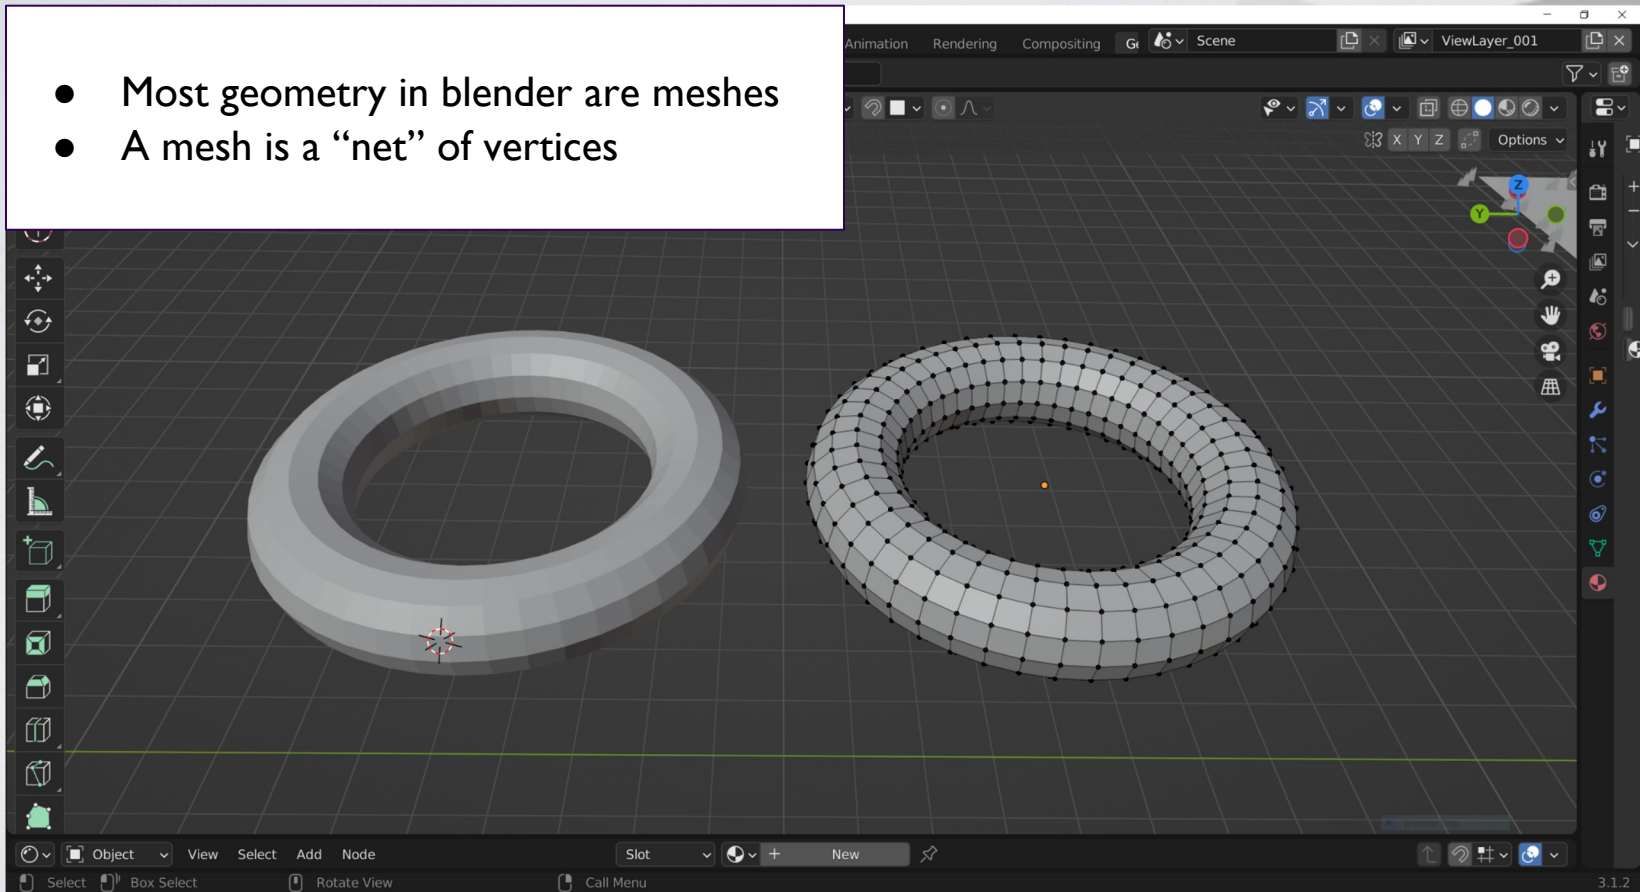 ● Most geometry in blender are meshes
● A mesh is a “net” of vertices
Animation Rendering Compositing Ge Scene ViewLayer_001
X Y Z Options
Z
Y
Object View Select Add Node Slot New
Select Box Select Rotate View Call Menu 3.1.2